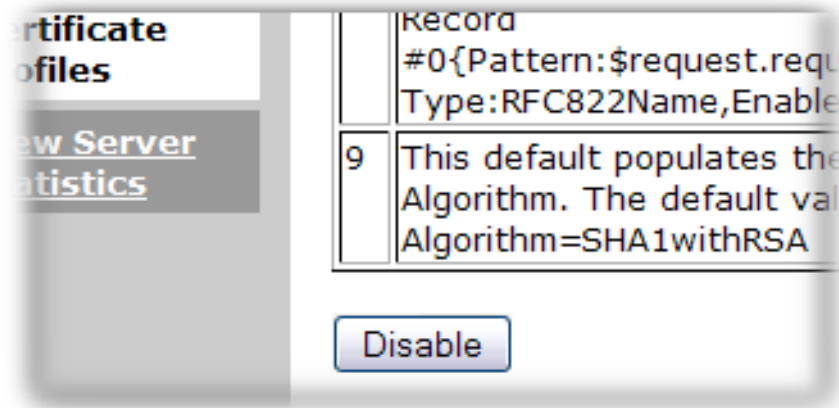 ertificate
ofiles
ew Server
atistics
Record
#0{Pattern:$request.requ
Type:RFC822Name,Enable
9
This default populates the
Algorithm. The default val
Algorithm=SHA1withRSA
Disable